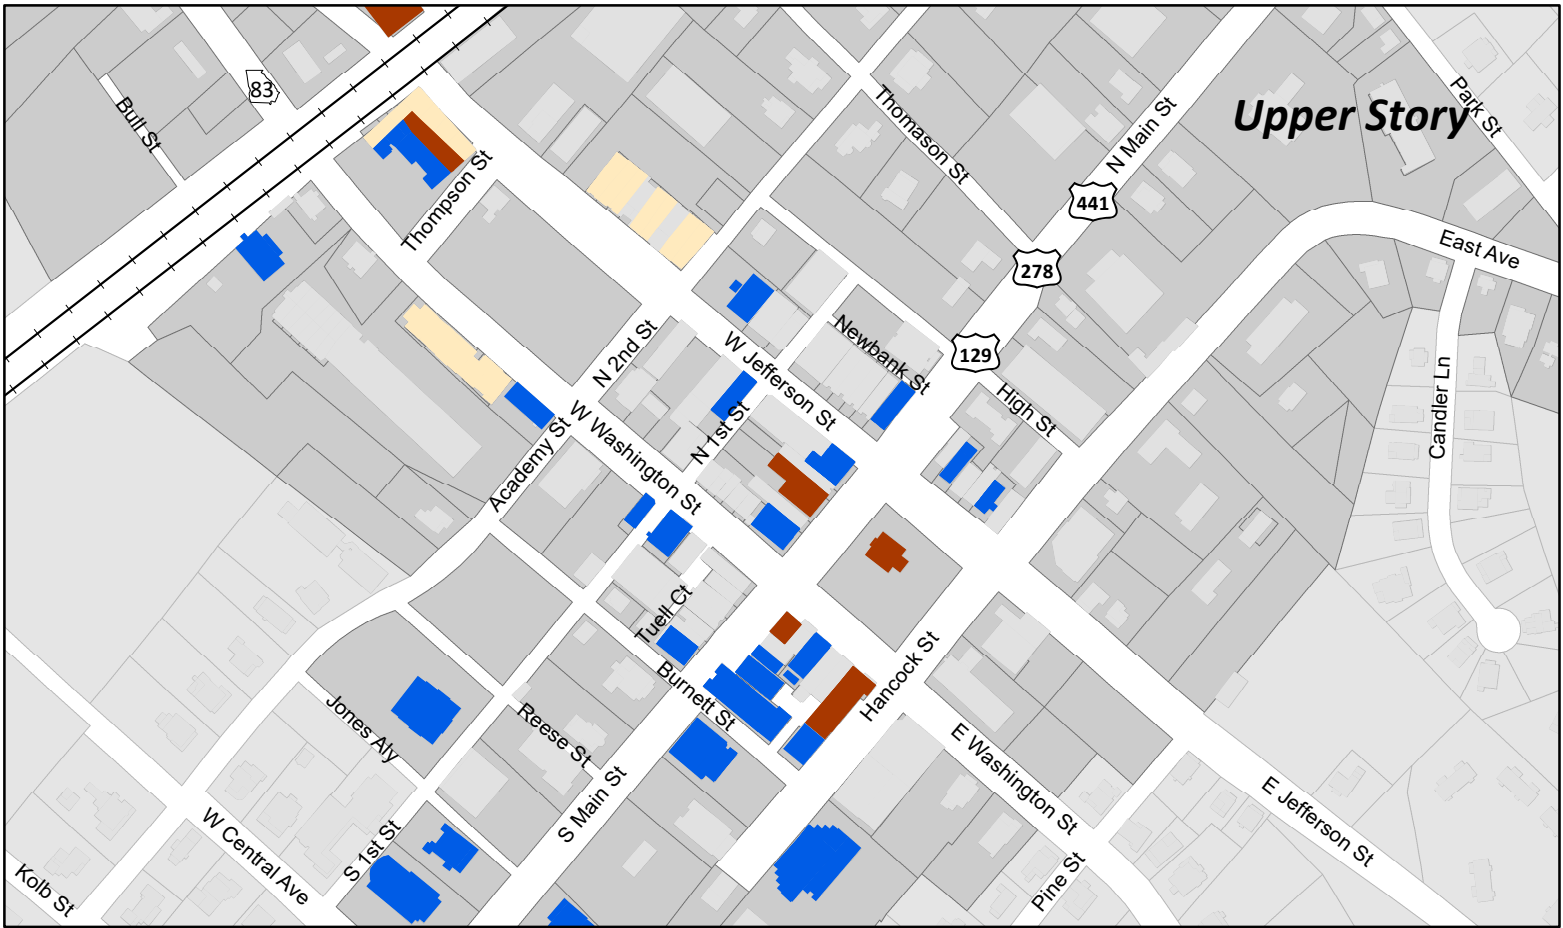 83
Bull St
Thompson St
Thomason St
N Main St
Upper Story
Park St
441
278
East Ave
129
Newbank St
W Jefferson St
N 2nd St
High St
Candler Ln
N 1st St
W Washington St
Academy St
Tuell Ct
Burnett St
Hancock St
Jones Aly
Reese St
S Main St
E Washington St
E Jefferson St
W Central Ave
S 1st St
Pine St
Kolb St